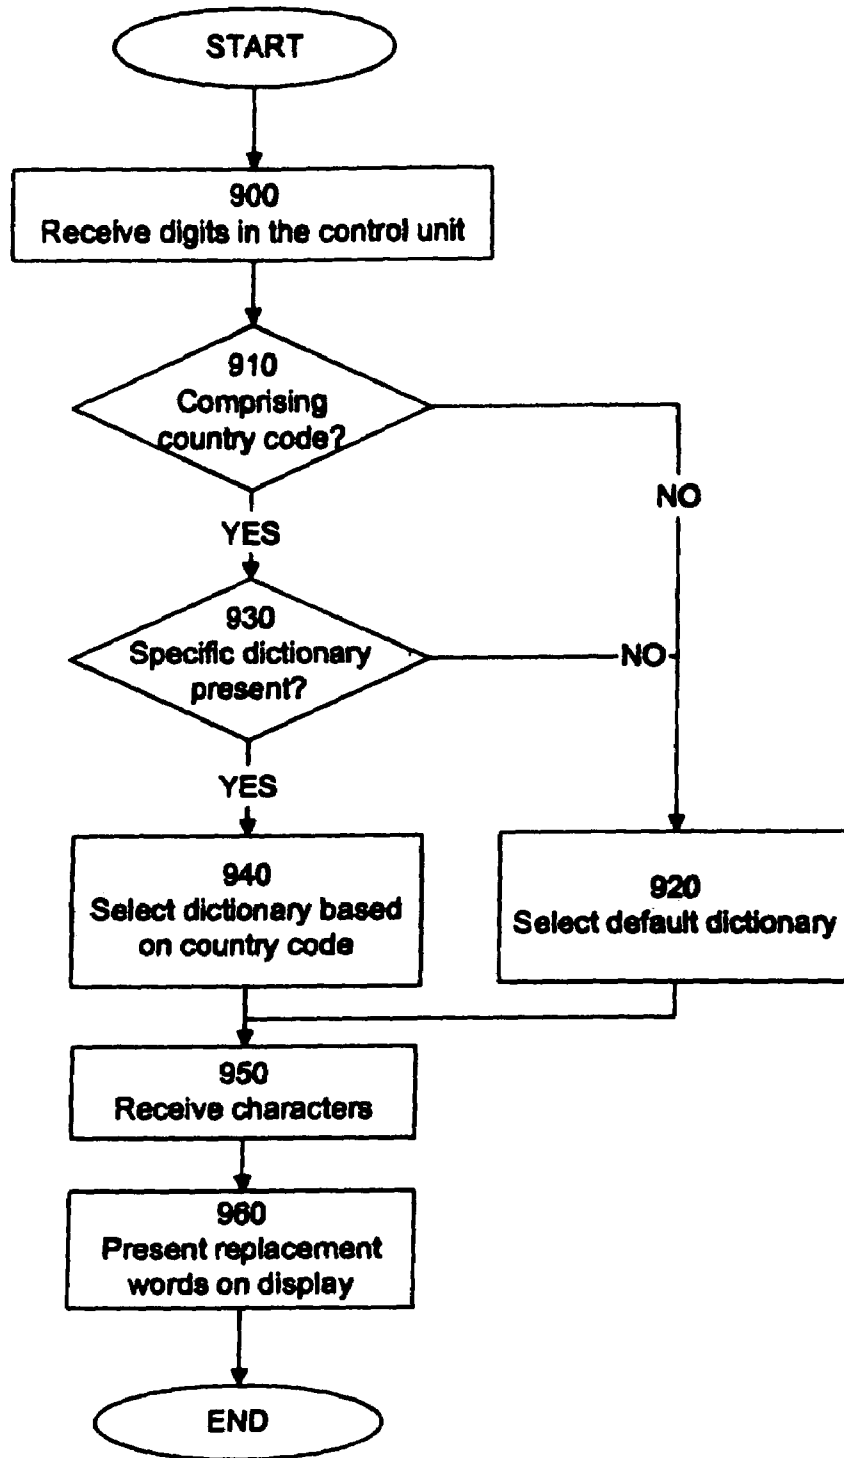 START
900
Receive digits in the control unit
910
Comprising
country code?
NO
YES
930
Specific dictionary
present?
NO
YES
940
Select dictionary based
on country code
920
Select default dictionary
950
Receive characters
960
Present replacement
words on display
END